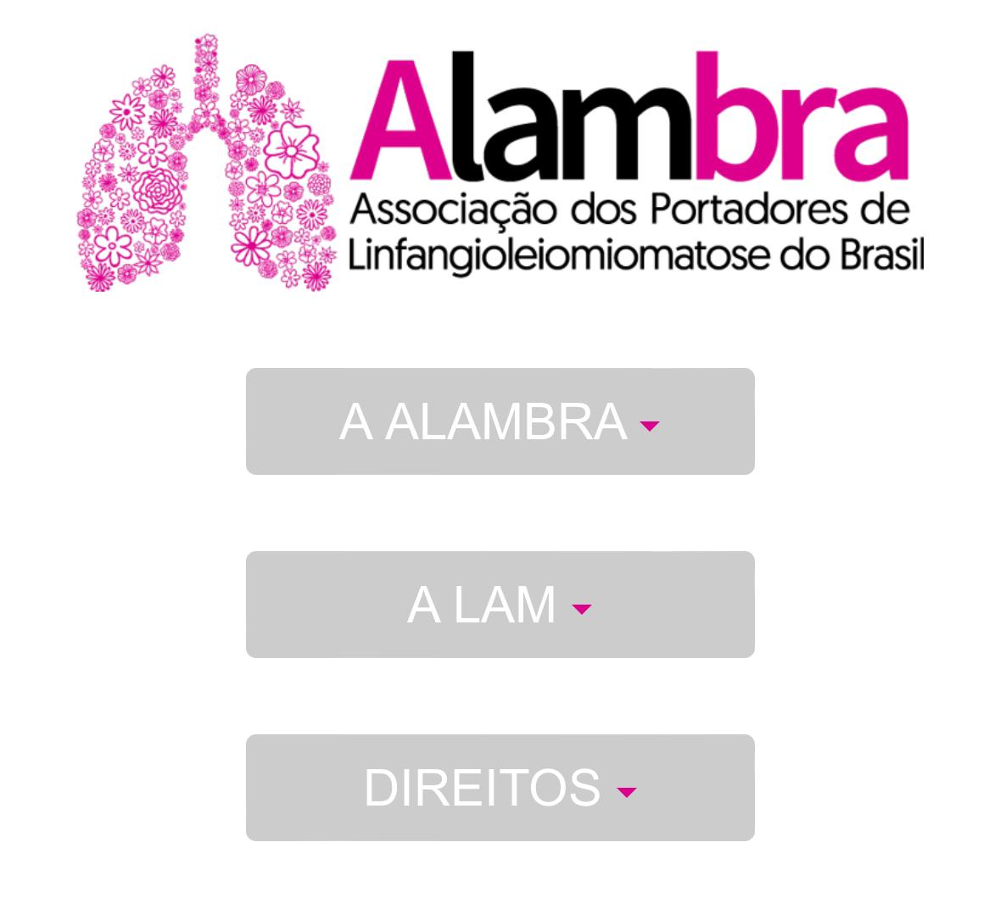 Alambra
Associação dos Portadores de
Linfangioleiomiomatose do Brasil
A ALAMBRA
A LAM
DIREITOS